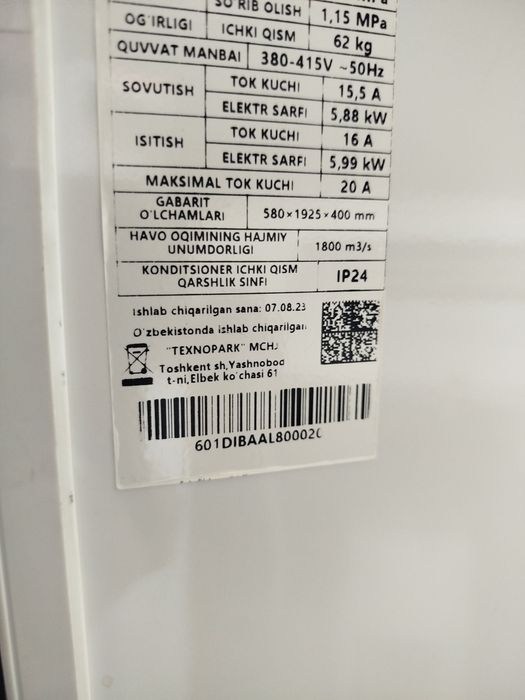 SO'RIB OLISH 1,15 MPa
OG'IRLIGI ICHKI QISM 62 kg
QUVVAT MANBAI 380-415V ~50Hz
SOVUTISH TOK KUCHI 15,5 A
ELEKTR SARFI 5,88 kW
ISITISH TOK KUCHI 16 A
ELEKTR SARFI 5,99 kW
MAKSIMAL TOK KUCHI 20 A
GABARIT
O'LCHAMLARI 580×1925×400 mm
HAVO OQIMINING HAJMIY
UNUMDORLIGI 1800 m3/s
KONDITSIONER ICHKI QISM
QARSHLIK SINFI IP24
Ishlab chiqarilgan sana: 07.08.23
O'zbekistonda ishlab chiqarilgan
"TEXNOPARK" MCHJ
Toshkent sh,Yashnobod
t-ni,Elbek ko'chasi 61
601DIBAAL80002